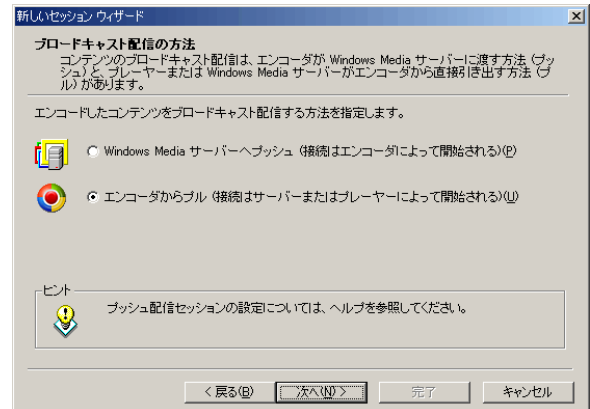 新しいセッション ウィザード
ブロードキャスト配信の方法
コンテンツのブロードキャスト配信は、エンコーダが Windows Media サーバーに渡す方法 (プッ
シュ) と、プレーヤーまたは Windows Media サーバーがエンコーダから直接引き出す方法 (プ
ル) があります。
エンコードしたコンテンツをブロードキャスト配信する方法を指定します。
Windows Media サーバーへプッシュ (接続はエンコーダによって開始される)(P)
エンコーダからプル (接続はサーバーまたはプレーヤーによって開始される)(U)
ヒント
プッシュ配信セッションの設定については、ヘルプを参照してください。
< 戻る(B) 次へ(N) > 完了 キャンセル